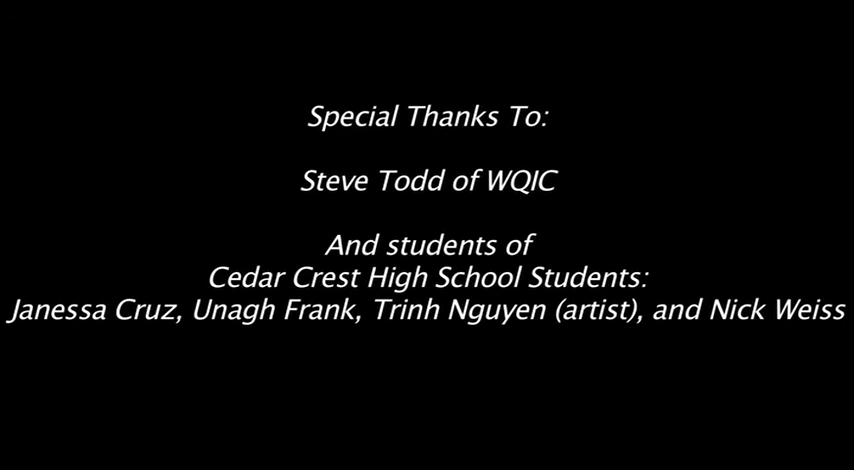 Special Thanks To:
Steve Todd of WQIC
And students of
Cedar Crest High School Students:
Janessa Cruz, Unagh Frank, Trinh Nguyen (artist), and Nick Weiss